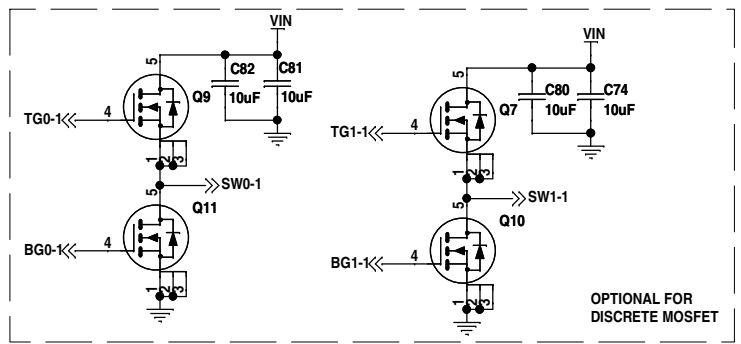 VIN
5
C82
C81
10uF
10uF
Q9
TG0-1
4
1
2
3
SW0-1
5
Q11
BG0-1
4
1
2
3
VIN
5
C80
C74
10uF
10uF
Q7
TG1-1
4
1
2
3
SW1-1
5
Q10
BG1-1
4
1
2
3
OPTIONAL FOR
DISCRETE MOSFET